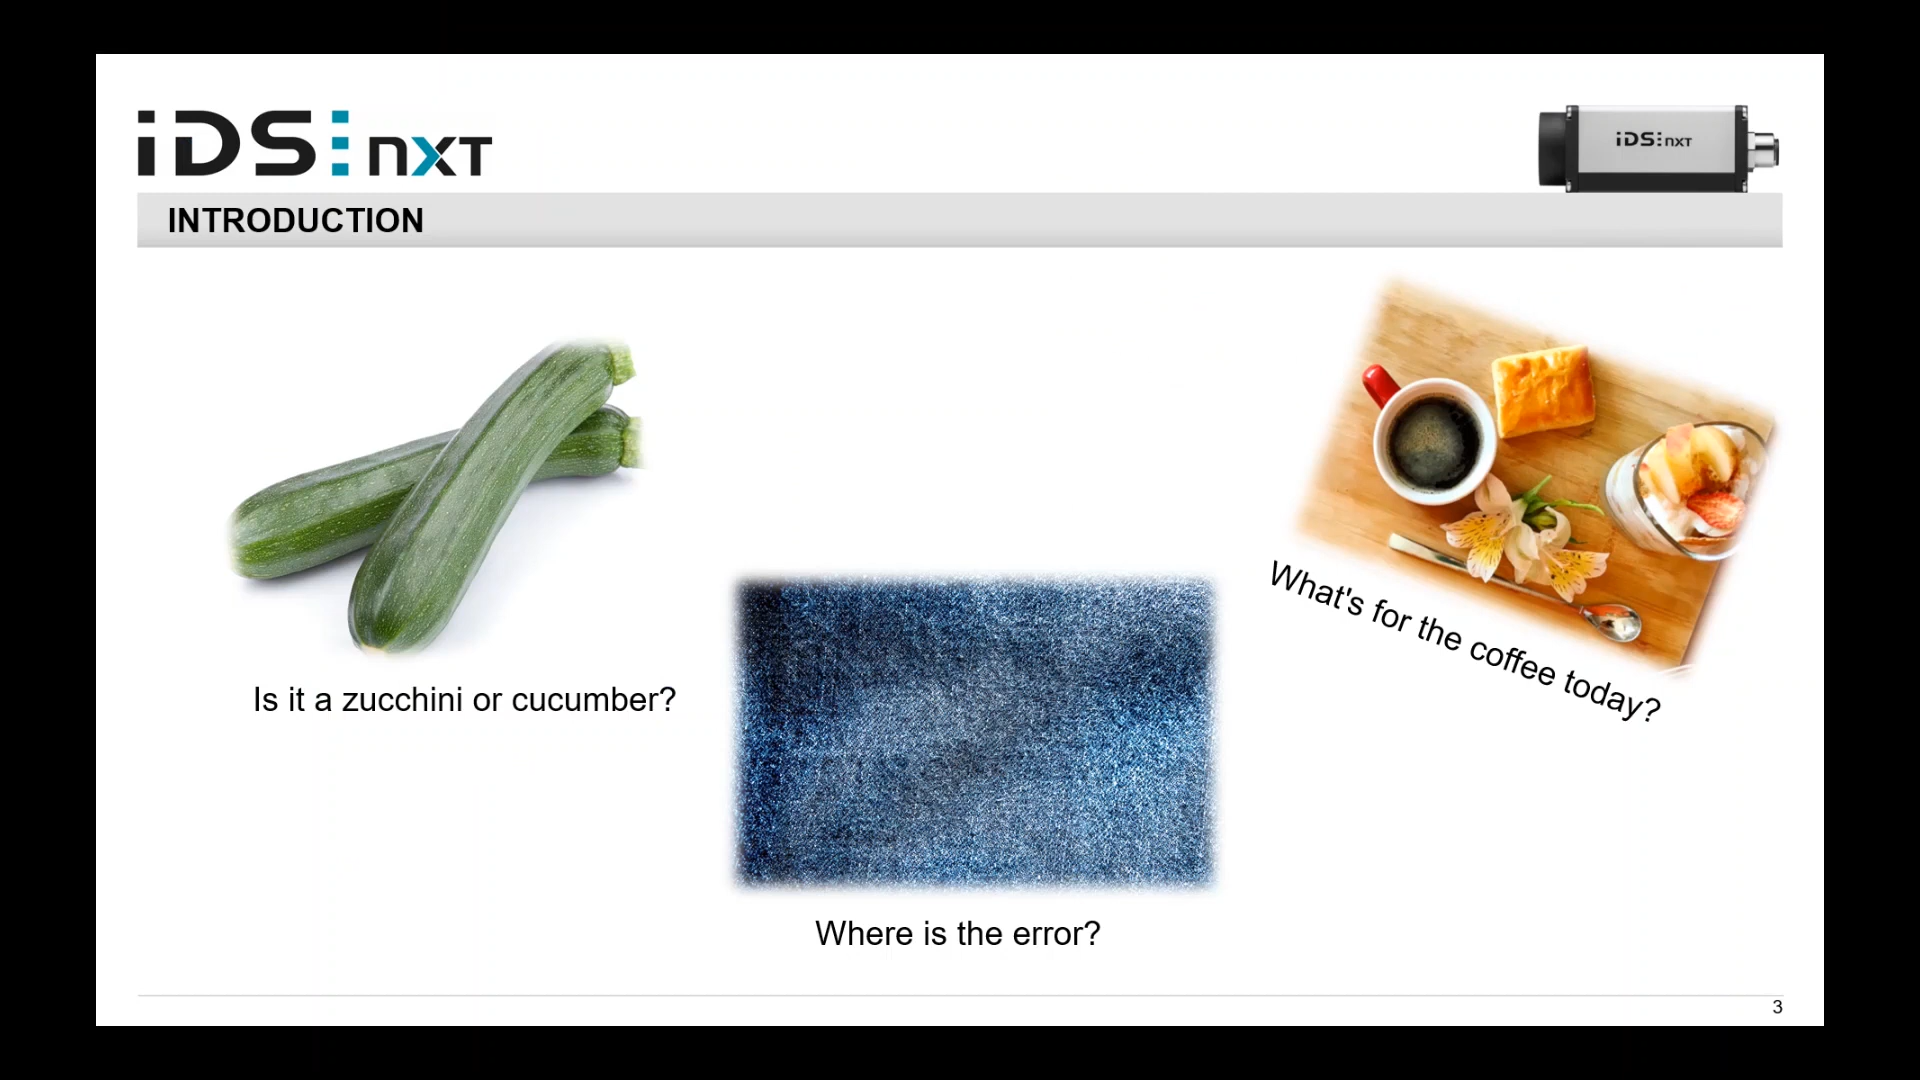 iDS:nxt
iDS:nxt
INTRODUCTION
Is it a zucchini or cucumber?
What's for the coffee today?
Where is the error?
3